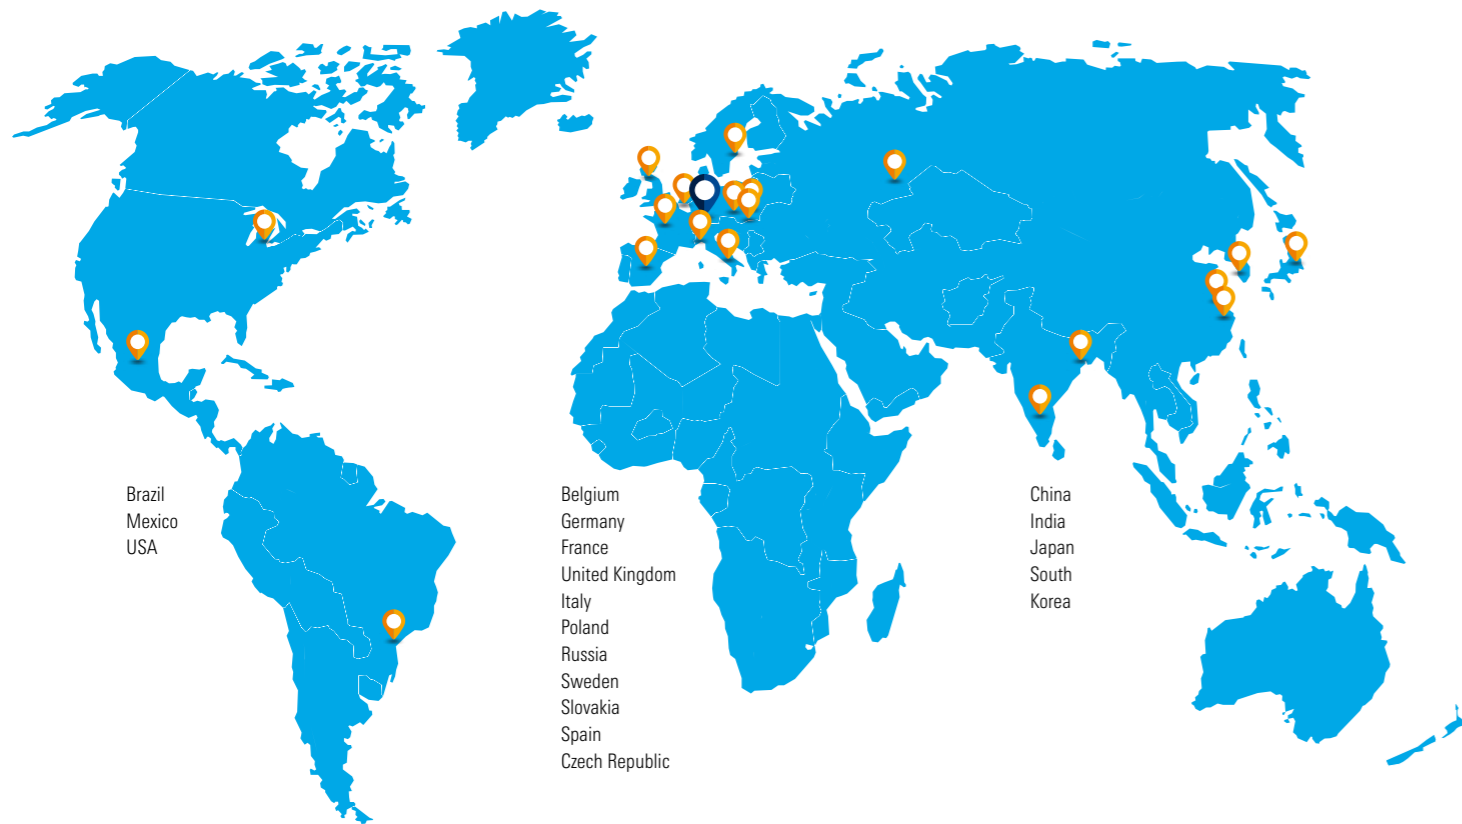 Brazil
Mexico
USA
Belgium
Germany
France
United Kingdom
Italy
Poland
Russia
Sweden
Slovakia
Spain
Czech Republic
China
India
Japan
South
Korea